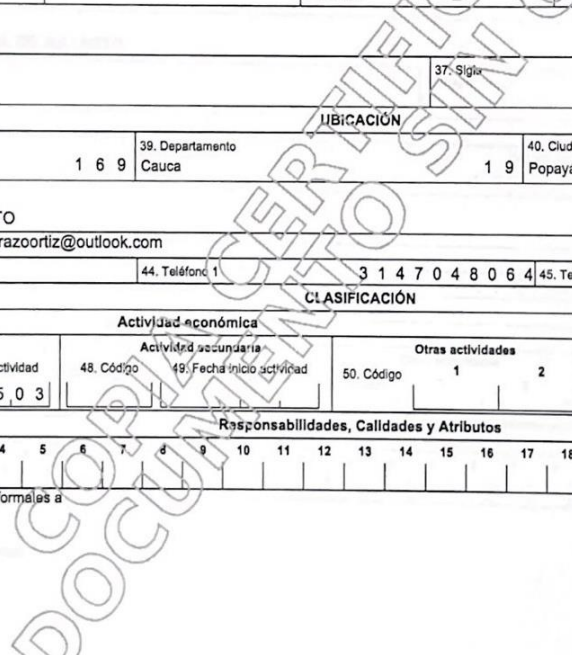 37. Sigla
UBICACIÓN
39. Departamento 40. Ciud
1 6 9 Cauca 1 9 Popaya
TO
razoortiz@outlook.com
44. Teléfono 1 3 1 4 7 0 4 8 0 6 4 45. Te
CLASIFICACIÓN
Actividad económica
Actividad secundaria Otras actividades
ctividad 48. Código 49. Fecha inicio actividad 50. Código 1 2
5 0 3
Responsabilidades, Calidades y Atributos
4 5 6 7 8 9 10 11 12 13 14 15 16 17 18
formales a
COPIA CERTIFIC
DOCUMENTO SIN C